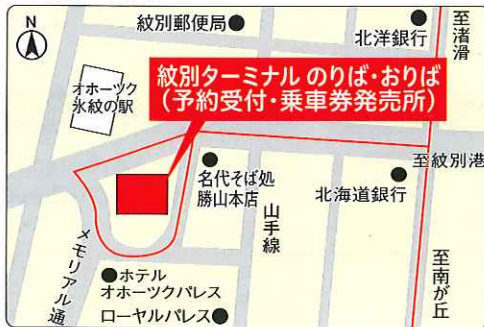 N
紋別郵便局
北洋銀行
至渚滑
オホーツク
氷紋の駅
紋別ターミナル のりば・おりば
(予約受付・乗車券発売所)
至紋別港
名代そば処
勝山本店
北海道銀行
山手線
メモリアル通
至南が丘
ホテル
オホーツクパレス
ローヤルパレス